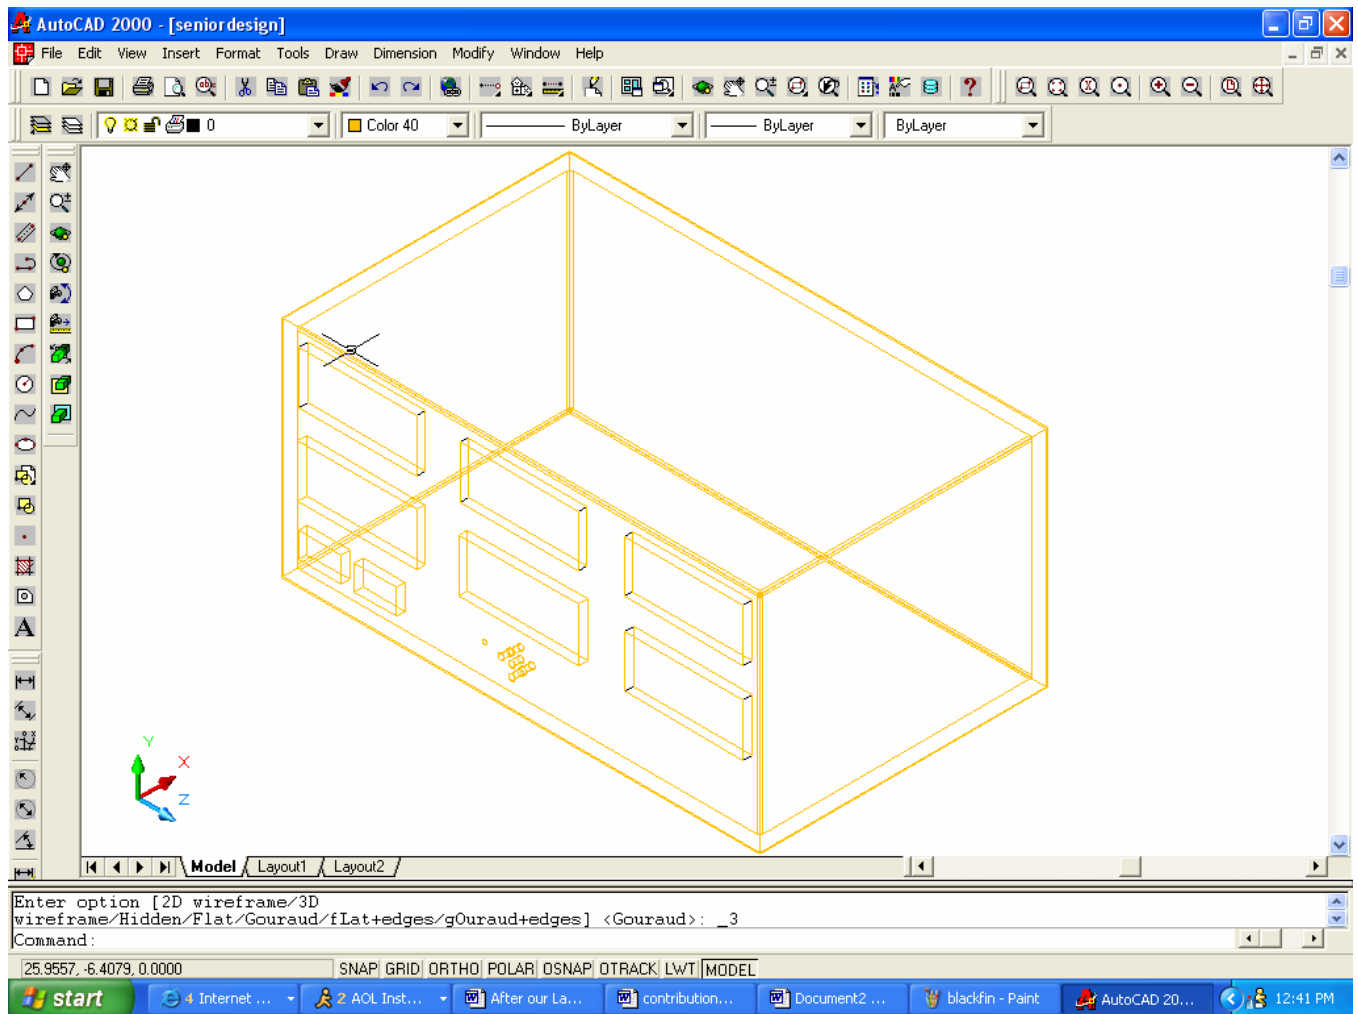 AutoCAD 2000 - [seniordesign]
File Edit View Insert Format Tools Draw Dimension Modify Window Help
0 Color 40 ByLayer ByLayer ByLayer
A
Y
X
Z
Model Layout1 Layout2
Enter option [2D wireframe/3D
wireframe/Hidden/Flat/Gouraud/fLat+edges/gOuraud+edges] <Gouraud>: _3
Command:
25.9557, -6.4079, 0.0000 SNAP GRID ORTHO POLAR OSNAP OTRACK LWT MODEL
start 4 Internet ... 2 AOL Inst... After our La... contribution... Document2 ... blackfin - Paint AutoCAD 20... 12:41 PM